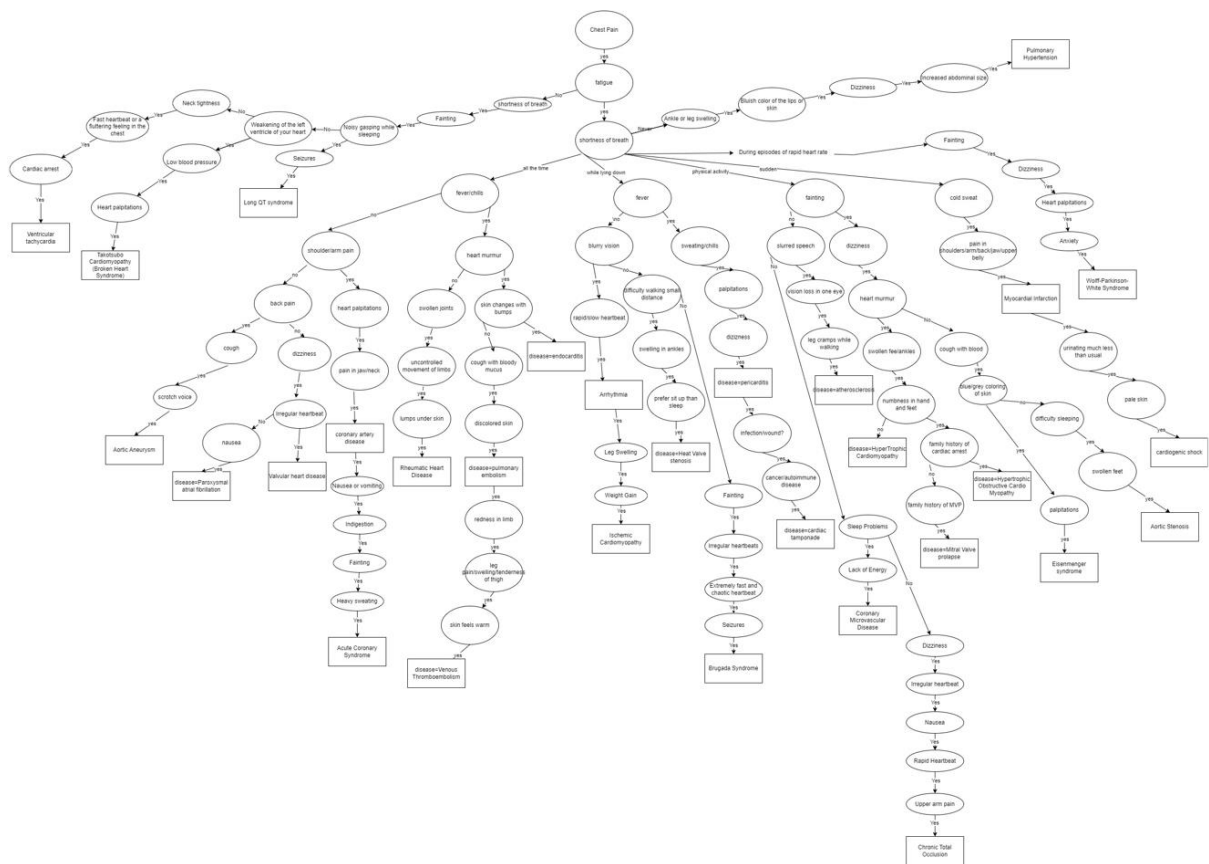 Chest Pain
yes
fatigue
No
yes
shortness of breath
Yes
Fainting
Yes
Noisy gasping while
sleeping
Yes
Seizures
Yes
Long QT syndrome
No
Weakening of the left
ventricle of your heart
No
Neck tightness
Yes
Fast heartbeat or a
fluttering feeling in the
chest
Yes
Cardiac arrest
Yes
Ventricular
tachycardia
Yes
Low blood pressure
Yes
Heart palpitations
Yes
Takotsubo
Cardiomyopathy
(Broken Heart
Syndrome)
shortness of breath
Never
Ankle or leg swelling
Yes
Bluish color of the lips or
skin
yes
Dizziness
Yes
Increased abdominal size
Yes
Pulmonary
Hypertension
During episodes of rapid heart rate
Fainting
Yes
Dizziness
Yes
Heart palpitations
Yes
Anxiety
Yes
Wolff-Parkinson-
White Syndrome
all the time
fever/chills
no
shoulder/arm pain
no
back pain
yes
cough
yes
scrotch voice
yes
Aortic Aneurysm
no
dizziness
yes
Irregular heartbeat
No
nausea
yes
disease=Paroxysmal
atrial fibrillation
yes
Valvular heart disease
yes
heart palpitations
yes
pain in jaw/neck
yes
coronary artery
disease
yes
Nausea or vomiting
Yes
Indigestion
Yes
Fainting
Yes
Heavy sweating
Yes
Acute Coronary
Syndrome
yes
heart murmur
no
swollen joints
yes
uncontrolled
movement of limbs
yes
lumps under skin
yes
Rheumatic Heart
Disease
yes
skin changes with
bumps
yes
disease=endocarditis
no
cough with bloody
mucus
yes
discolored skin
yes
disease=pulmonary
embolism
yes
redness in limb
yes
leg
pain/swelling/tenderness
of thigh
yes
skin feels warm
yes
disease=Venous
Thromboembolism
while lying down
fever
no
blurry vision
yes
rapid/slow heartbeat
yes
Arrhythmia
yes
Leg Swelling
Yes
Weight Gain
Yes
Ischemic
Cardiomyopathy
no
difficulty walking small
distance
yes
swelling in ankles
yes
prefer sit up than
sleep
yes
disease=Heat Valve
stenosis
No
Fainting
Yes
Irregular heartbeats
Yes
Extremely fast and
chaotic heartbeat
Yes
Seizures
Yes
Brugada Syndrome
yes
sweating/chills
yes
palpitations
yes
dizziness
yes
disease=pericarditis
yes
infection/wound?
yes
cancer/autoimmune
disease
yes
disease=cardiac
tamponade
physical activity
fainting
no
slurred speech
yes
vision loss in one eye
yes
leg cramps while
walking
yes
disease=atherosclerosis
No
Sleep Problems
Yes
Lack of Energy
Yes
Coronary
Microvascular
Disease
No
Dizziness
Yes
Irregular heartbeat
Yes
Nausea
Yes
Rapid Heartbeat
Yes
Upper arm pain
Yes
Chronic Total
Occlusion
yes
dizziness
yes
heart murmur
yes
swollen feet/ankles
yes
numbness in hand
and feet
no
disease=HyperTrophic
Cardiomyopathy
yes
family history of
cardiac arrest
yes
disease=Hypertrophic
Obstructive Cardio
Myopathy
no
family history of MVP
yes
disease=Mitral Valve
prolapse
no
cough with blood
yes
blue/grey coloring
of skin
yes
palpitations
yes
Eisenmenger
syndrome
no
difficulty sleeping
yes
swollen feet
yes
Aortic Stenosis
sudden
cold sweat
yes
pain in
shoulders/arm/back/jaw/upper
belly
yes
Myocardial Infarction
yes
urinating much less
than usual
yes
pale skin
yes
cardiogenic shock